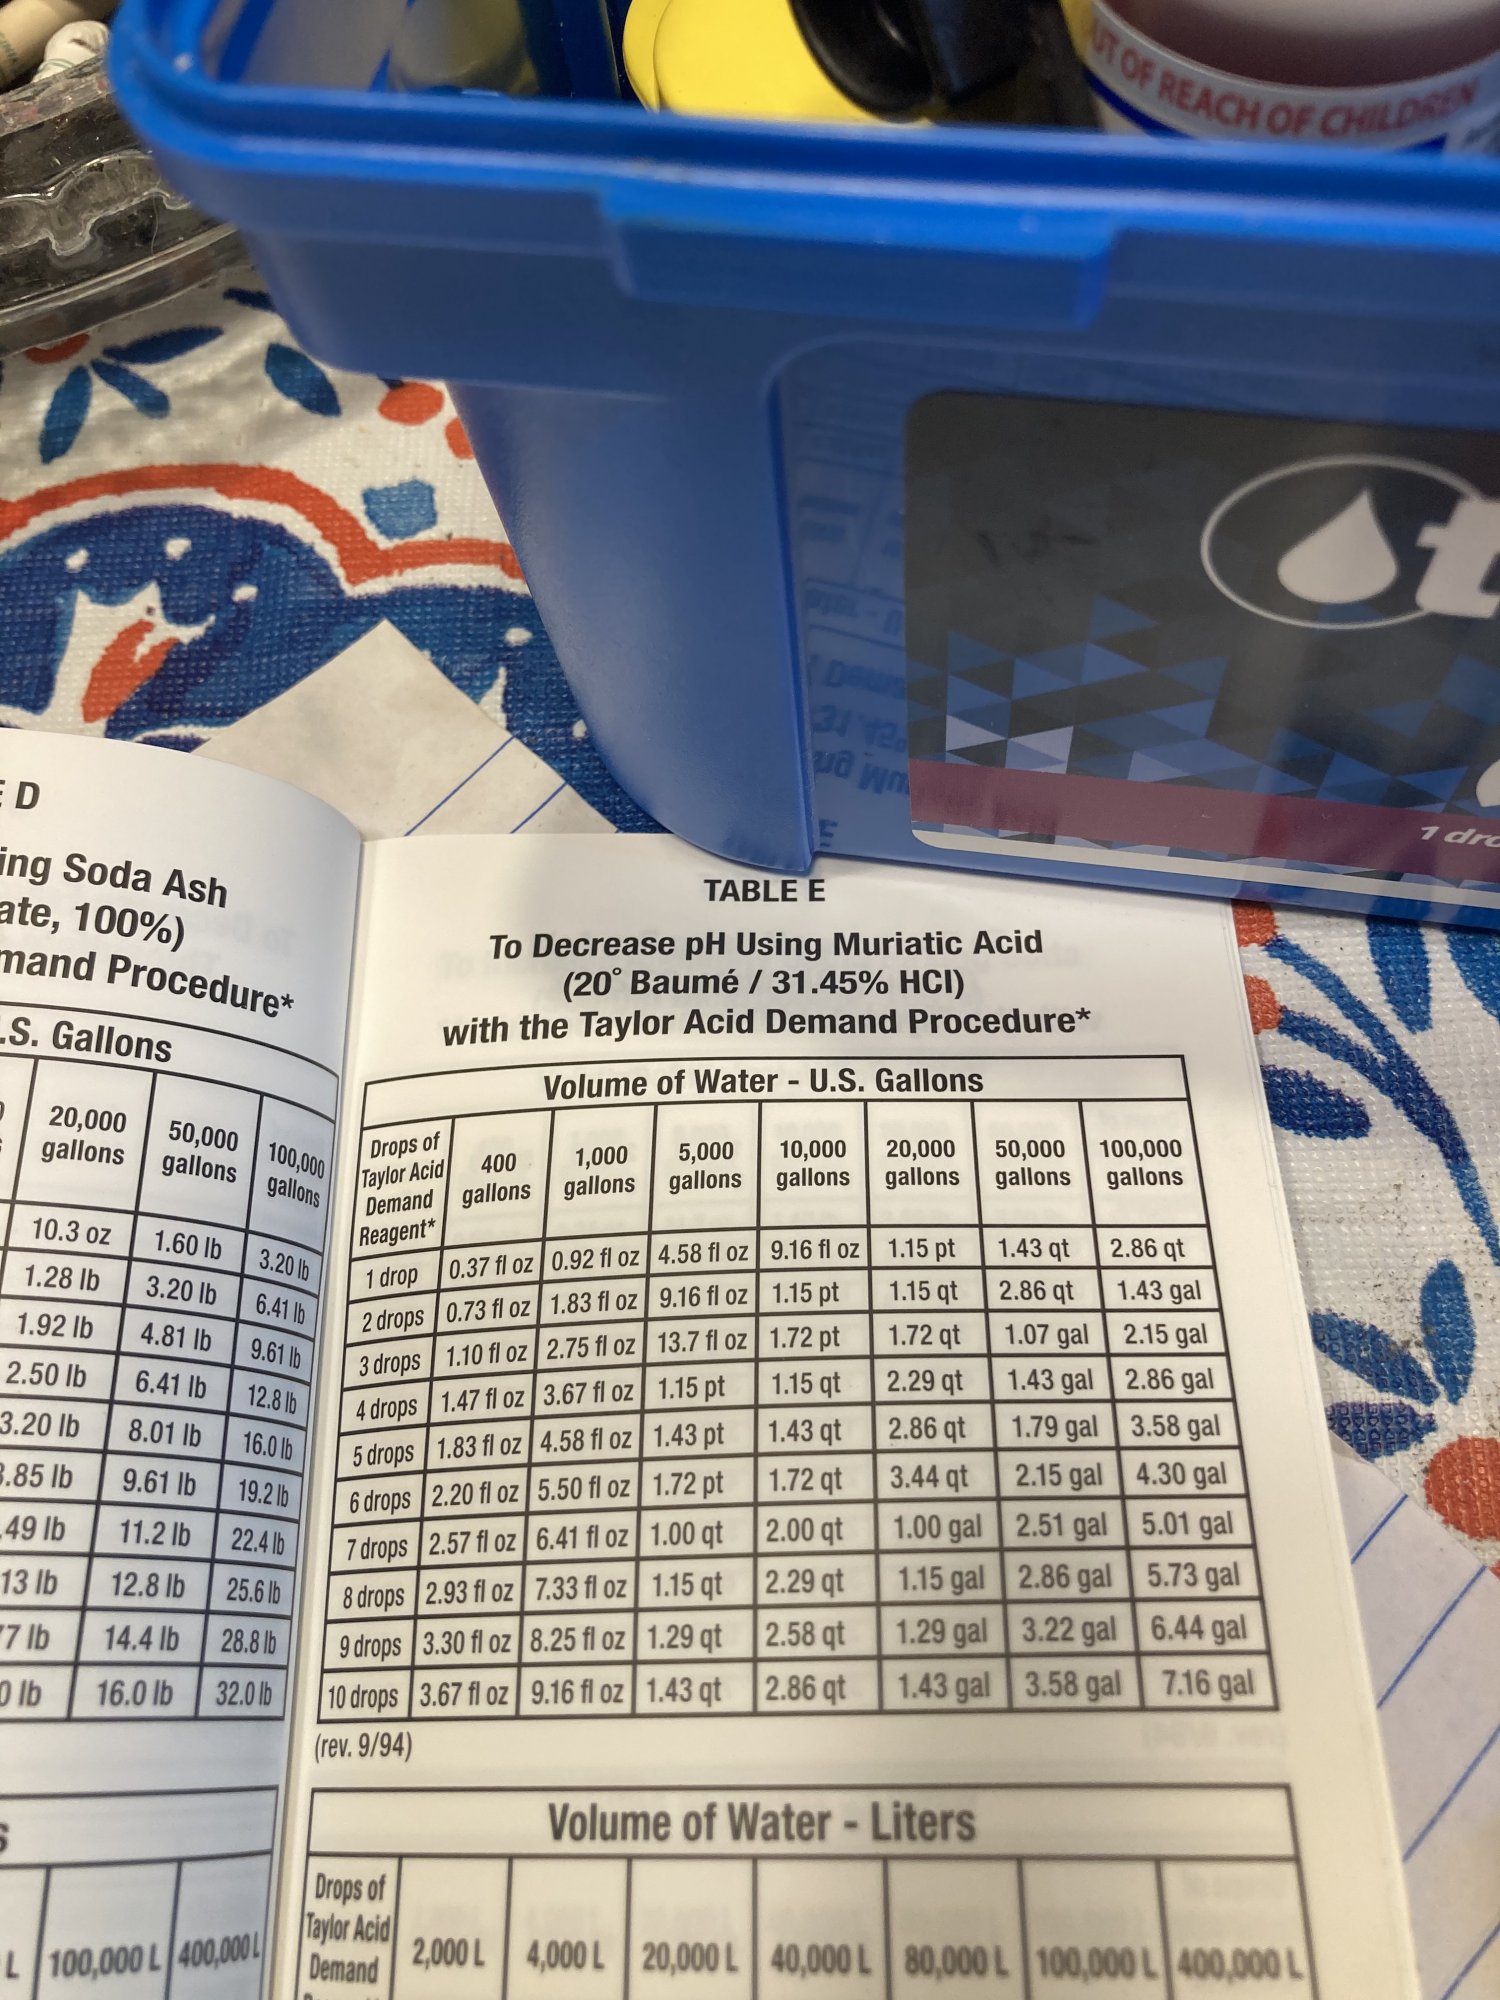 UT OF REACH OF CHILDREN
t
1 dro
E D
ing Soda Ash
ate, 100%)
mand Procedure*
.S. Gallons
20,000 gallons 50,000 gallons 100,000 gallons
10.3 oz 1.60 lb 3.20 lb
1.28 lb 3.20 lb 6.41 lb
1.92 lb 4.81 lb 9.61 lb
2.50 lb 6.41 lb 12.8 lb
3.20 lb 8.01 lb 16.0 lb
3.85 lb 9.61 lb 19.2 lb
.49 lb 11.2 lb 22.4 lb
13 lb 12.8 lb 25.6 lb
77 lb 14.4 lb 28.8 lb
0 lb 16.0 lb 32.0 lb
s
L 100,000 L 400,000 L
TABLE E
To Decrease pH Using Muriatic Acid
(20° Baumé / 31.45% HCl)
with the Taylor Acid Demand Procedure*
Volume of Water - U.S. Gallons
Drops of Taylor Acid Demand Reagent* 400 gallons 1,000 gallons 5,000 gallons 10,000 gallons 20,000 gallons 50,000 gallons 100,000 gallons
1 drop 0.37 fl oz 0.92 fl oz 4.58 fl oz 9.16 fl oz 1.15 pt 1.43 qt 2.86 qt
2 drops 0.73 fl oz 1.83 fl oz 9.16 fl oz 1.15 pt 1.15 qt 2.86 qt 1.43 gal
3 drops 1.10 fl oz 2.75 fl oz 13.7 fl oz 1.72 pt 1.72 qt 1.07 gal 2.15 gal
4 drops 1.47 fl oz 3.67 fl oz 1.15 pt 1.15 qt 2.29 qt 1.43 gal 2.86 gal
5 drops 1.83 fl oz 4.58 fl oz 1.43 pt 1.43 qt 2.86 qt 1.79 gal 3.58 gal
6 drops 2.20 fl oz 5.50 fl oz 1.72 pt 1.72 qt 3.44 qt 2.15 gal 4.30 gal
7 drops 2.57 fl oz 6.41 fl oz 1.00 qt 2.00 qt 1.00 gal 2.51 gal 5.01 gal
8 drops 2.93 fl oz 7.33 fl oz 1.15 qt 2.29 qt 1.15 gal 2.86 gal 5.73 gal
9 drops 3.30 fl oz 8.25 fl oz 1.29 qt 2.58 qt 1.29 gal 3.22 gal 6.44 gal
10 drops 3.67 fl oz 9.16 fl oz 1.43 qt 2.86 qt 1.43 gal 3.58 gal 7.16 gal
(rev. 9/94)
Volume of Water - Liters
Drops of Taylor Acid Demand 2,000 L 4,000 L 20,000 L 40,000 L 80,000 L 100,000 L 400,000 L